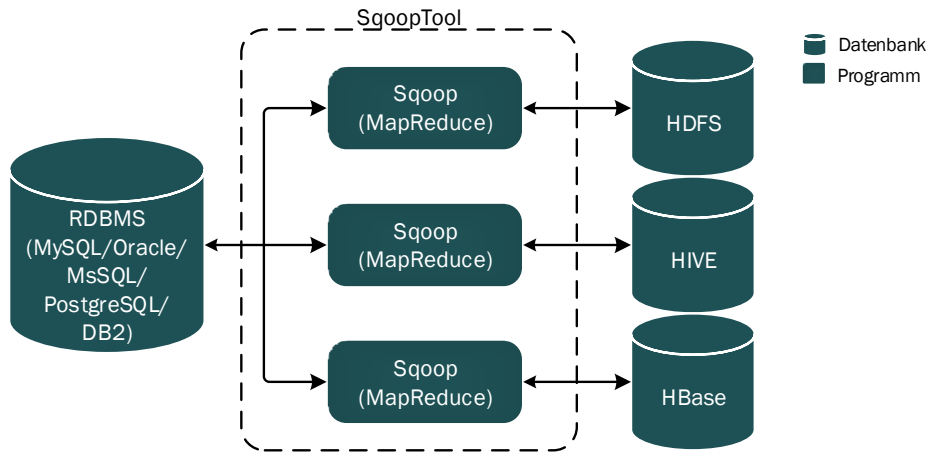 SqoopTool
Datenbank
Programm
Sqoop
(MapReduce)
HDFS
RDBMS
(MySQL/Oracle/
MsSQL/
PostgreSQL/
DB2)
Sqoop
(MapReduce)
HIVE
Sqoop
(MapReduce)
HBase